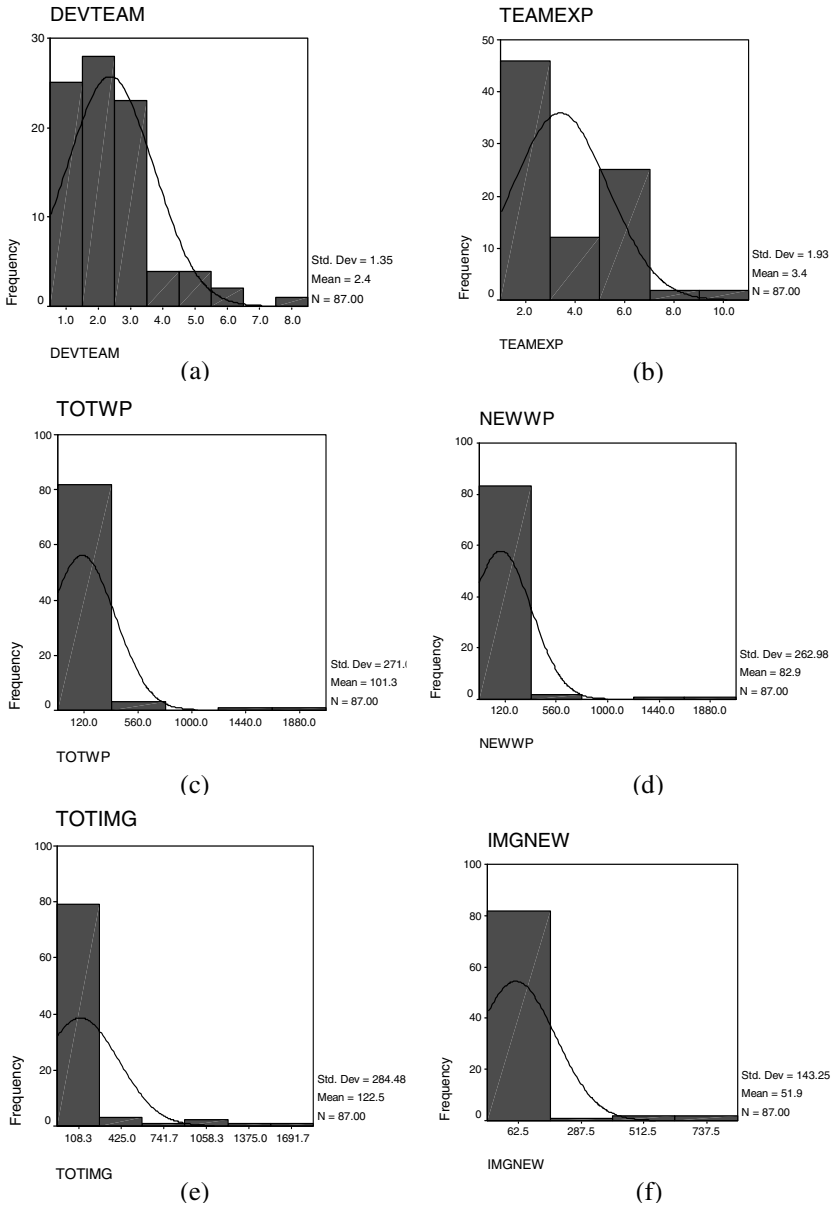 DEVTEAM
30
20
10
0
Frequency
1.0 2.0 3.0 4.0 5.0 6.0 7.0 8.0
Std. Dev = 1.35
Mean = 2.4
N = 87.00
DEVTEAM
(a)
TEAMEXP
50
40
30
20
10
0
Frequency
2.0 4.0 6.0 8.0 10.0
Std. Dev = 1.93
Mean = 3.4
N = 87.00
TEAMEXP
(b)
TOTWP
100
80
60
40
20
0
Frequency
120.0 560.0 1000.0 1440.0 1880.0
Std. Dev = 271.
Mean = 101.3
N = 87.00
TOTWP
(c)
NEWWP
100
80
60
40
20
0
Frequency
120.0 560.0 1000.0 1440.0 1880.0
Std. Dev = 262.98
Mean = 82.9
N = 87.00
NEWWP
(d)
TOTIMG
100
80
60
40
20
0
Frequency
108.3 425.0 741.7 1058.3 1375.0 1691.7
Std. Dev = 284.48
Mean = 122.5
N = 87.00
TOTIMG
(e)
IMGNEW
100
80
60
40
20
0
Frequency
62.5 287.5 512.5 737.5
Std. Dev = 143.25
Mean = 51.9
N = 87.00
IMGNEW
(f)